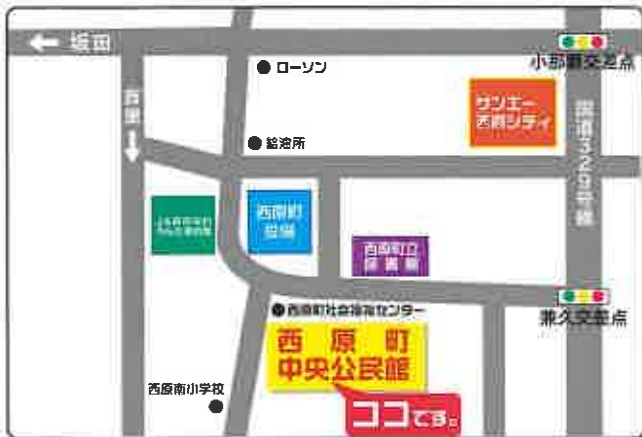 坂田
小那覇交差点
ローソン
サンエー
西原シティ
国道329号線
給油所
西原町
役場
西原町立
図書館
兼久交差点
西原町社会福祉センター
西原町
中央公民館
西原南小学校
ココです。